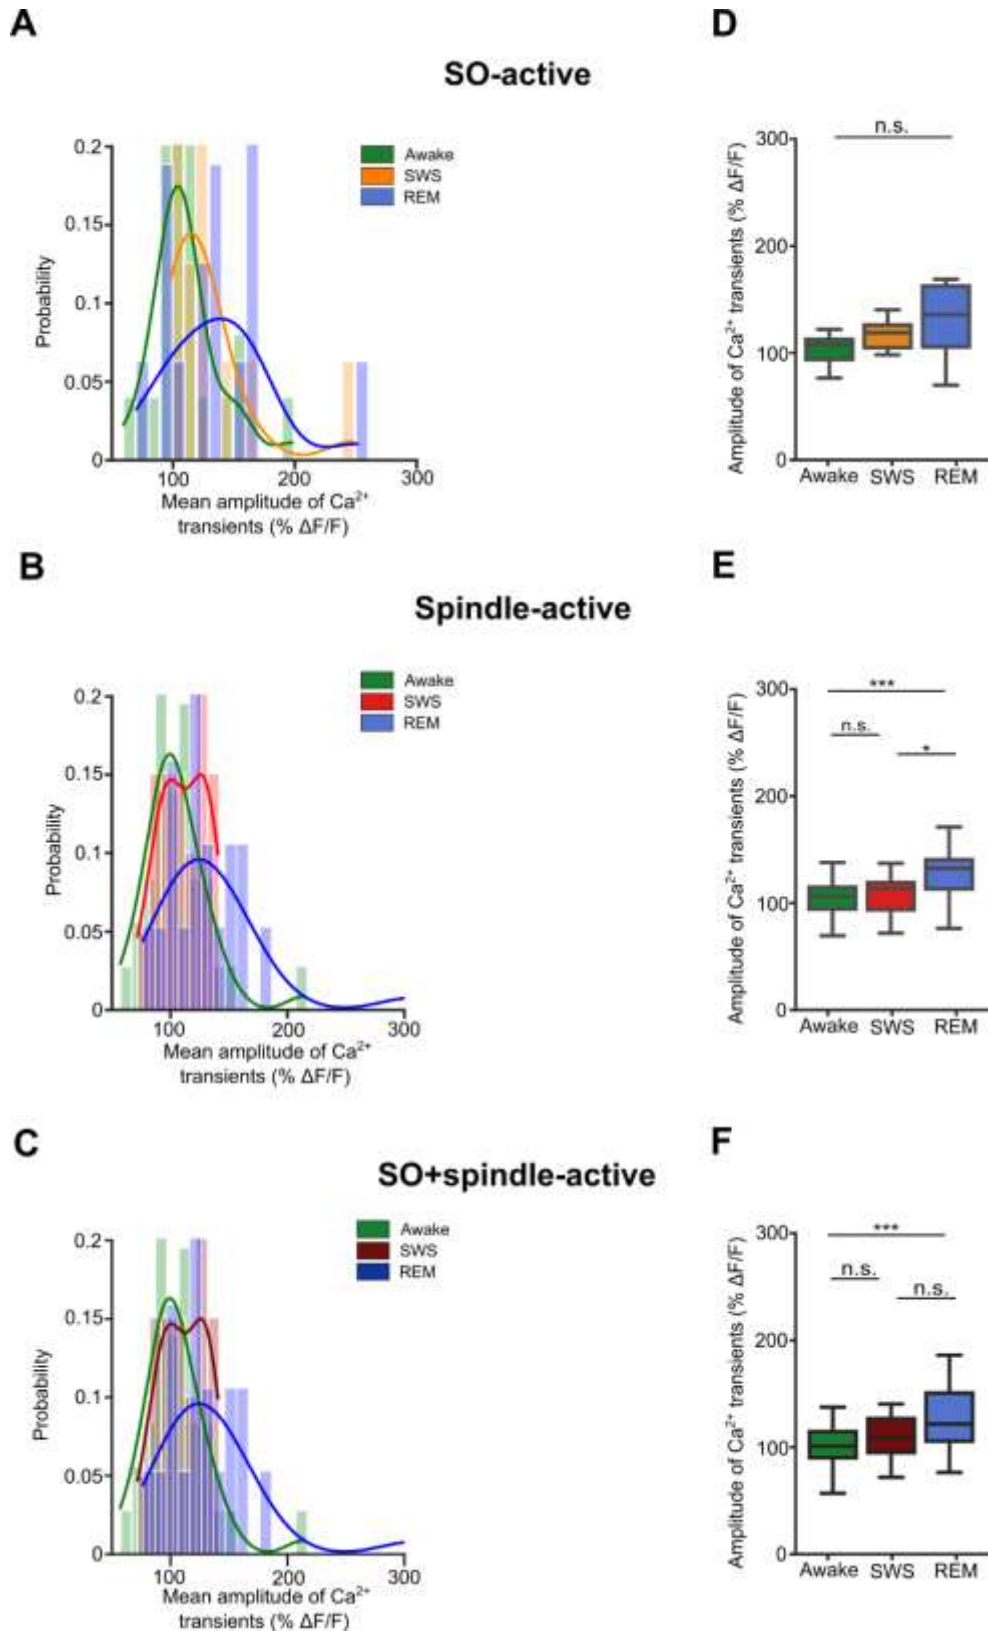 A
D
SO-active
Awake
SWS
REM
0.2
0.15
0.1
0.05
0
Probability
100
200
300
Mean amplitude of Ca²⁺
transients (% ΔF/F)
n.s.
300
200
100
0
Amplitude of Ca²⁺ transients (% ΔF/F)
Awake
SWS
REM
B
E
Spindle-active
Awake
SWS
REM
0.2
0.15
0.1
0.05
0
Probability
100
200
300
Mean amplitude of Ca²⁺
transients (% ΔF/F)
***
n.s.
*
300
200
100
0
Amplitude of Ca²⁺ transients (% ΔF/F)
Awake
SWS
REM
C
F
SO+spindle-active
Awake
SWS
REM
0.2
0.15
0.1
0.05
0
Probability
100
200
300
Mean amplitude of Ca²⁺
transients (% ΔF/F)
***
n.s.
n.s.
300
200
100
0
Amplitude of Ca²⁺ transients (% ΔF/F)
Awake
SWS
REM